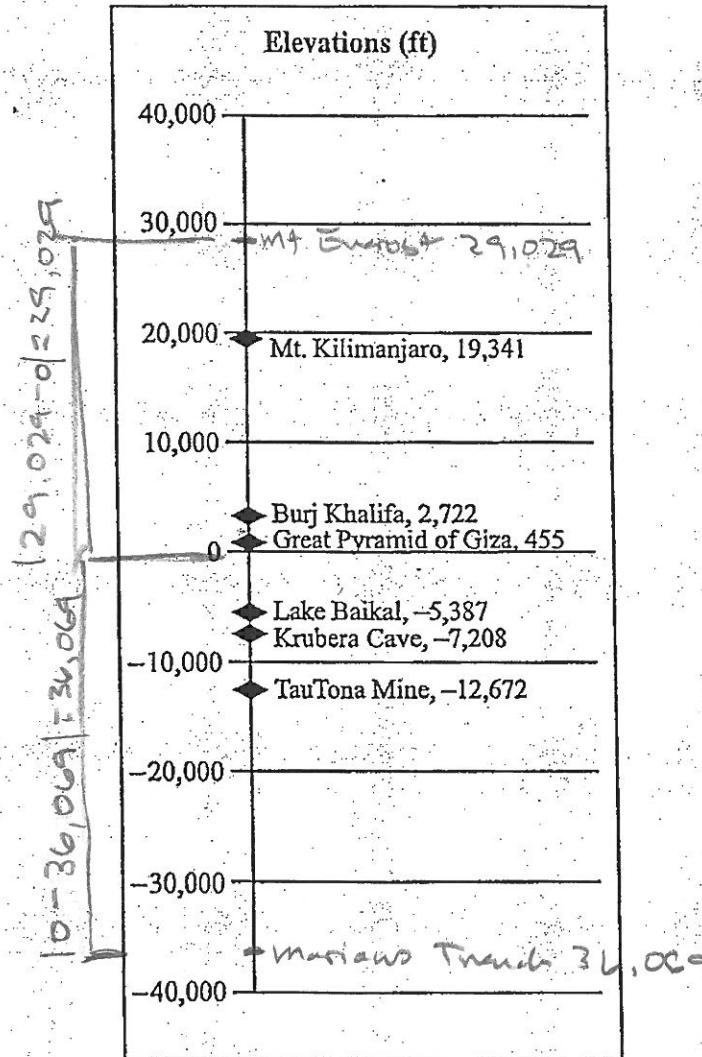 Elevations (ft)
40,000
30,000
Mt Everest 29,029
20,000
Mt. Kilimanjaro, 19,341
10,000
Burj Khalifa, 2,722
Great Pyramid of Giza, 455
0
Lake Baikal, –5,387
Krubera Cave, –7,208
–10,000
TauTona Mine, –12,672
–20,000
–30,000
Marianas Trench 36,069
–40,000
|29,029-0|=29,029
|0-36,069|=36,069